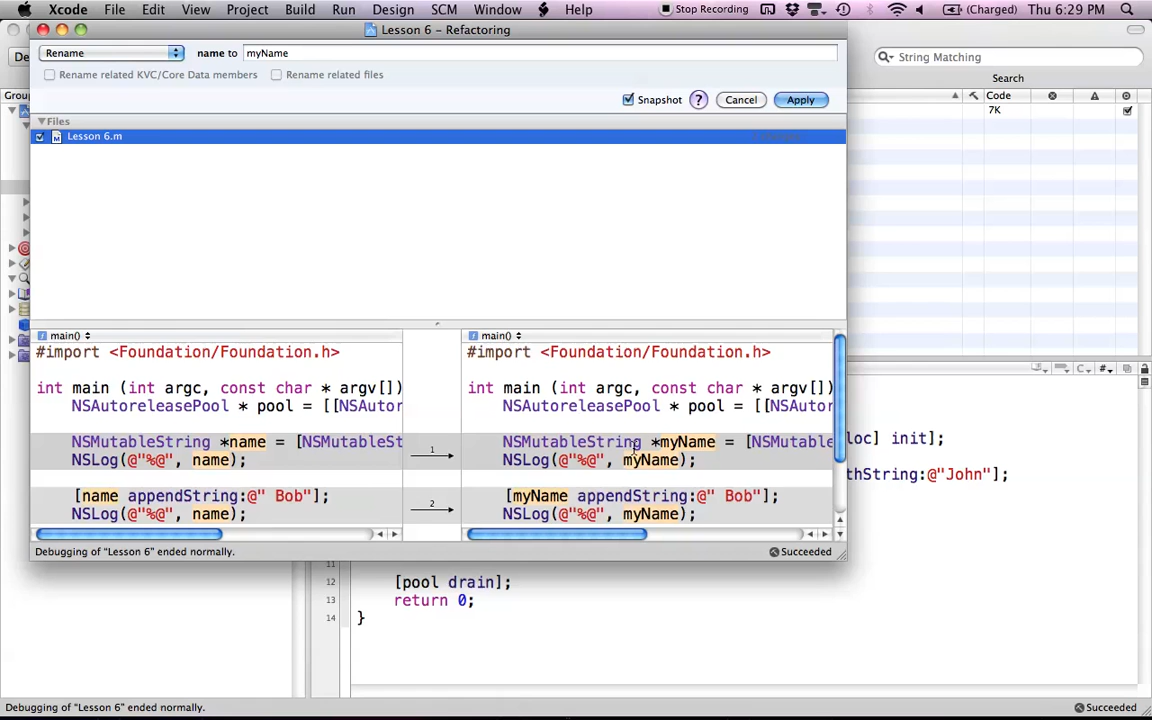 Xcode File Edit View Project Build Run Design SCM Window Help Stop Recording (Charged) Thu 6:29 PM
Lesson 6 - Refactoring
Rename name to myName
String Matching
Rename related KVC/Core Data members Rename related files
Search
Snapshot ? Cancel Apply
Code
Files
7K
Lesson 6.m
main() main()
#import <Foundation/Foundation.h> #import <Foundation/Foundation.h>
int main (int argc, const char * argv[]) int main (int argc, const char * argv[])
NSAutoreleasePool * pool = [[NSAutor NSAutoreleasePool * pool = [[NSAutor
loc] init];
NSMutableString *name = [NSMutableSt 1 NSMutableString *myName = [NSMutable
NSLog(@"%@", name); NSLog(@"%@", myName);
thString:@"John"];
[name appendString:@" Bob"]; 2 [myName appendString:@" Bob"];
NSLog(@"%@", name); NSLog(@"%@", myName);
Debugging of "Lesson 6" ended normally. Succeeded
11
12 [pool drain];
13 return 0;
14 }
Debugging of "Lesson 6" ended normally. Succeeded